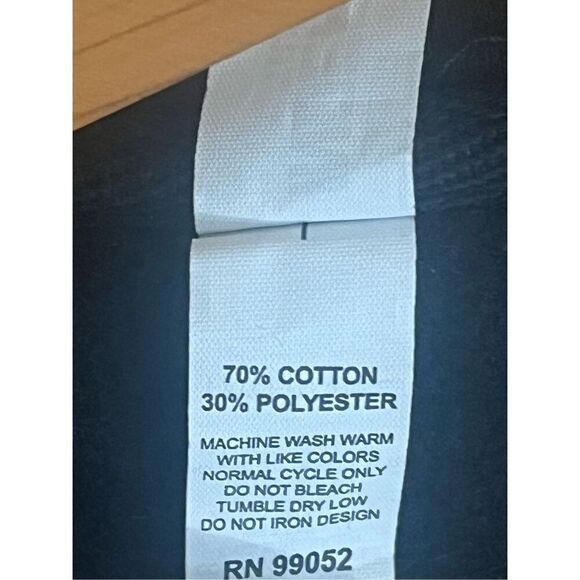 70% COTTON
30% POLYESTER
MACHINE WASH WARM
WITH LIKE COLORS
NORMAL CYCLE ONLY
DO NOT BLEACH
TUMBLE DRY LOW
DO NOT IRON DESIGN
RN 99052